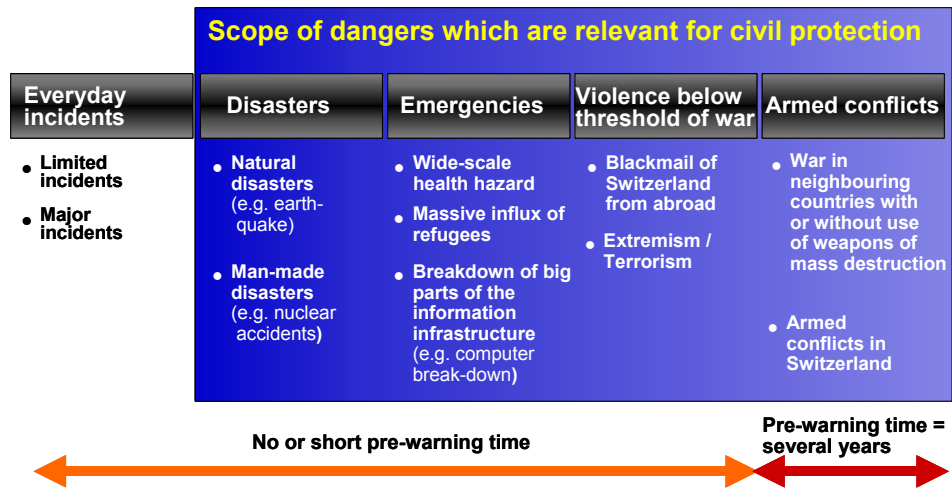 Scope of dangers which are relevant for civil protection
Everyday
incidents
Disasters
Emergencies
Violence below
threshold of war
Armed conflicts
• Limited
incidents
• Major
incidents
• Natural
disasters
(e.g. earth-
quake)
• Man-made
disasters
(e.g. nuclear
accidents)
• Wide-scale
health hazard
• Massive influx of
refugees
• Breakdown of big
parts of the
information
infrastructure
(e.g. computer
break-down)
• Blackmail of
Switzerland
from abroad
• Extremism /
Terrorism
• War in
neighbouring
countries with
or without use
of weapons of
mass destruction
• Armed
conflicts in
Switzerland
No or short pre-warning time
Pre-warning time =
several years